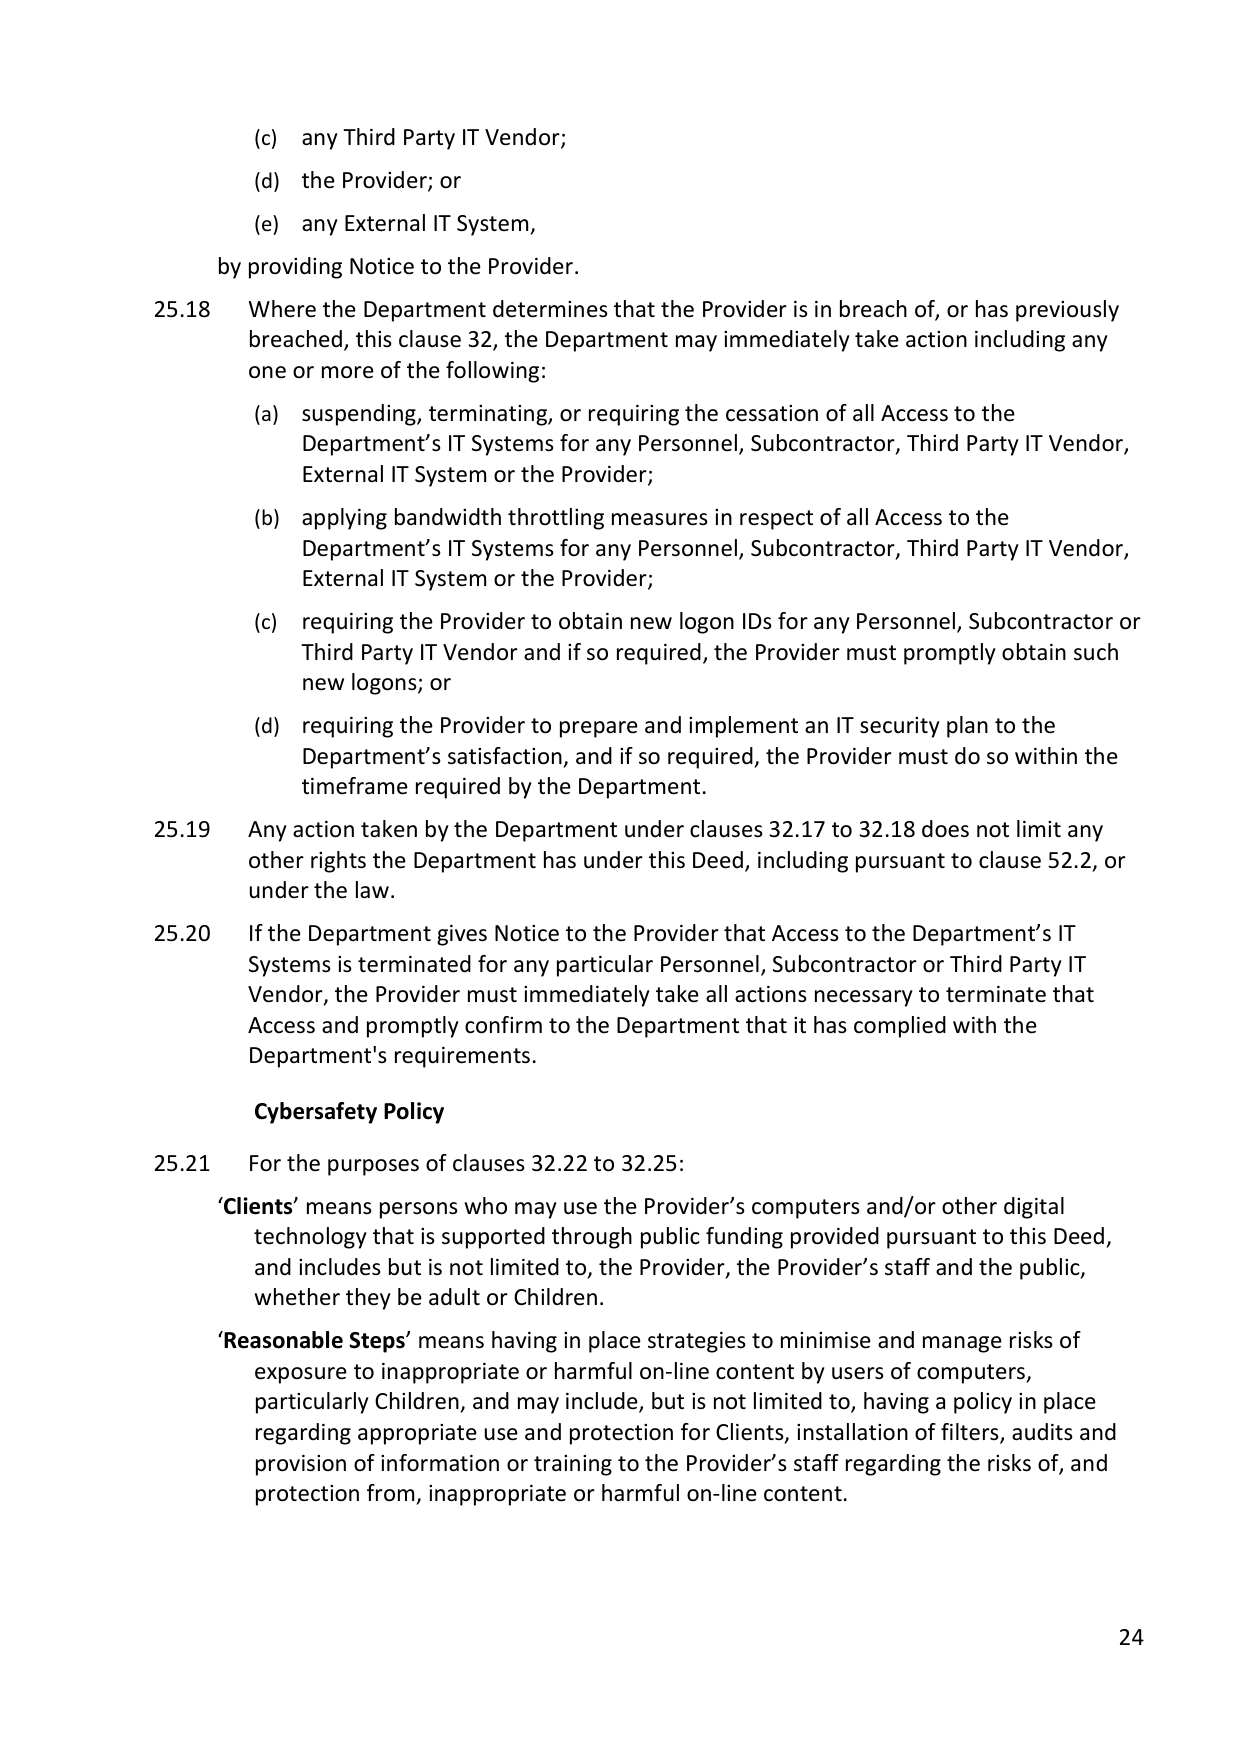 (c) any Third Party IT Vendor;
(d) the Provider; or
(e) any External IT System,
by providing Notice to the Provider.
25.18 Where the Department determines that the Provider is in breach of, or has previously
breached, this clause 32, the Department may immediately take action including any
one or more of the following:
(a) suspending, terminating, or requiring the cessation of all Access to the
Department’s IT Systems for any Personnel, Subcontractor, Third Party IT Vendor,
External IT System or the Provider;
(b) applying bandwidth throttling measures in respect of all Access to the
Department’s IT Systems for any Personnel, Subcontractor, Third Party IT Vendor,
External IT System or the Provider;
(c) requiring the Provider to obtain new logon IDs for any Personnel, Subcontractor or
Third Party IT Vendor and if so required, the Provider must promptly obtain such
new logons; or
(d) requiring the Provider to prepare and implement an IT security plan to the
Department’s satisfaction, and if so required, the Provider must do so within the
timeframe required by the Department.
25.19 Any action taken by the Department under clauses 32.17 to 32.18 does not limit any
other rights the Department has under this Deed, including pursuant to clause 52.2, or
under the law.
25.20 If the Department gives Notice to the Provider that Access to the Department’s IT
Systems is terminated for any particular Personnel, Subcontractor or Third Party IT
Vendor, the Provider must immediately take all actions necessary to terminate that
Access and promptly confirm to the Department that it has complied with the
Department's requirements.
Cybersafety Policy
25.21 For the purposes of clauses 32.22 to 32.25:
‘Clients’ means persons who may use the Provider’s computers and/or other digital
technology that is supported through public funding provided pursuant to this Deed,
and includes but is not limited to, the Provider, the Provider’s staff and the public,
whether they be adult or Children.
‘Reasonable Steps’ means having in place strategies to minimise and manage risks of
exposure to inappropriate or harmful on-line content by users of computers,
particularly Children, and may include, but is not limited to, having a policy in place
regarding appropriate use and protection for Clients, installation of filters, audits and
provision of information or training to the Provider’s staff regarding the risks of, and
protection from, inappropriate or harmful on-line content.
24